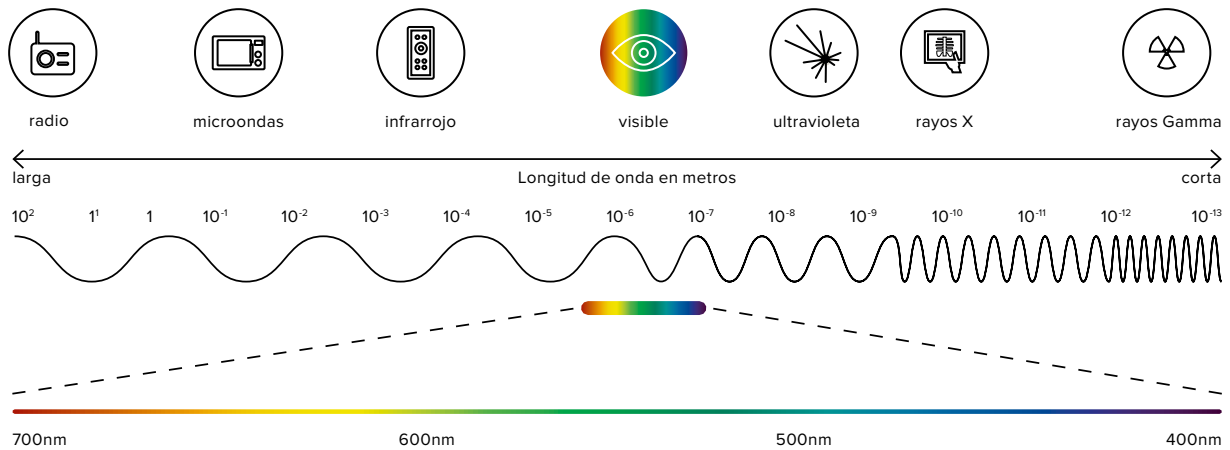 radio microondas infrarrojo visible ultravioleta rayos X rayos Gamma
larga Longitud de onda en metros corta
10² 1¹ 1 10⁻¹ 10⁻² 10⁻³ 10⁻⁴ 10⁻⁵ 10⁻⁶ 10⁻⁷ 10⁻⁸ 10⁻⁹ 10⁻¹⁰ 10⁻¹¹ 10⁻¹² 10⁻¹³
700nm 600nm 500nm 400nm